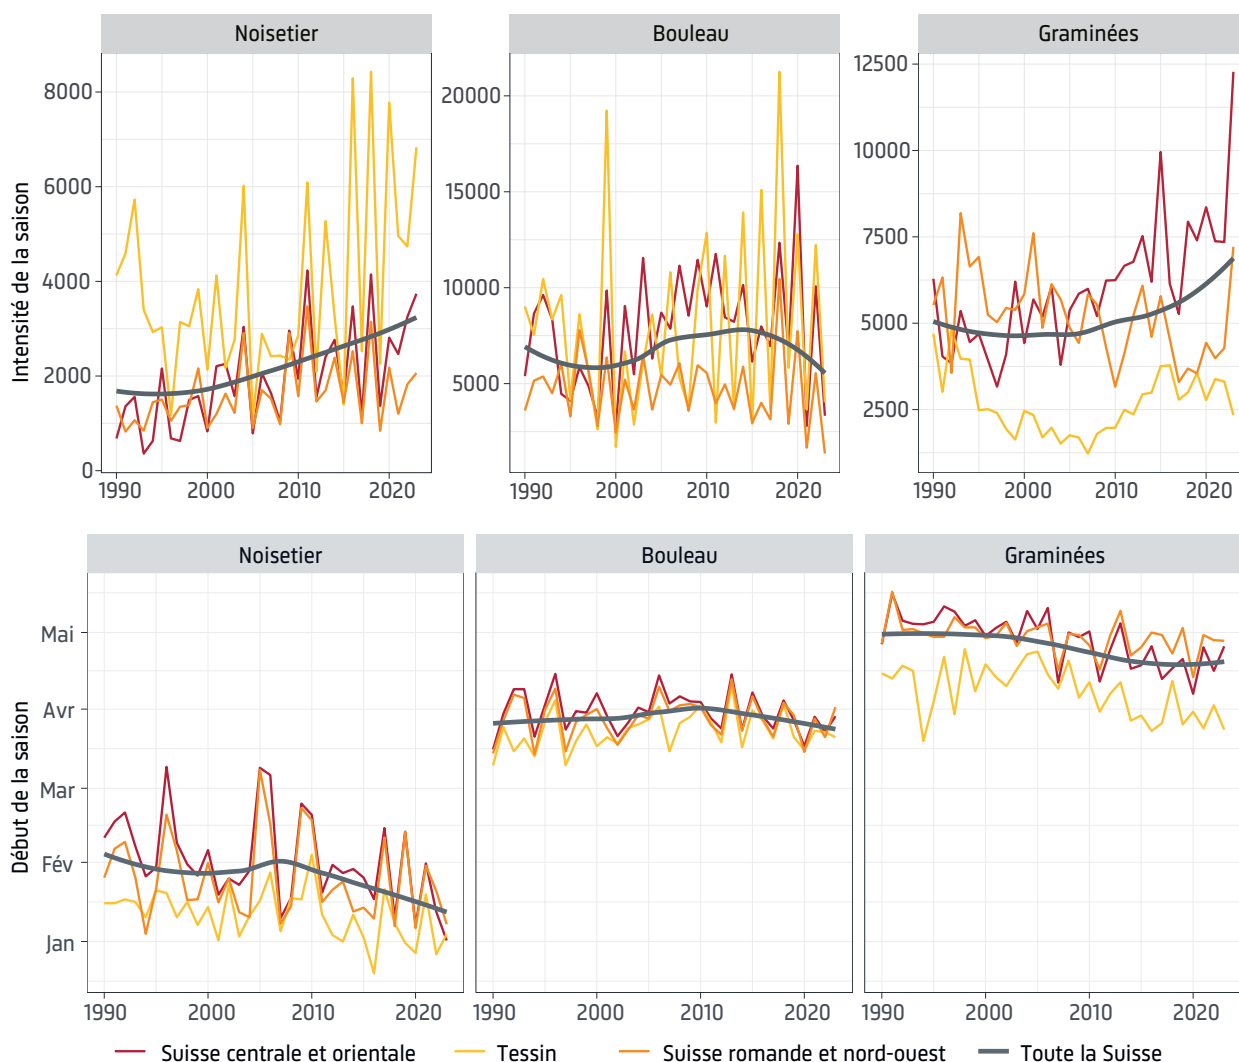 Noisetier
Bouleau
Graminées
Intensité de la saison
8000
6000
4000
2000
0
20000
15000
10000
5000
12500
10000
7500
5000
2500
1990 2000 2010 2020
1990 2000 2010 2020
1990 2000 2010 2020
Noisetier
Bouleau
Graminées
Début de la saison
Mai
Avr
Mar
Fév
Jan
1990 2000 2010 2020
1990 2000 2010 2020
1990 2000 2010 2020
Suisse centrale et orientale
Tessin
Suisse romande et nord-ouest
Toute la Suisse